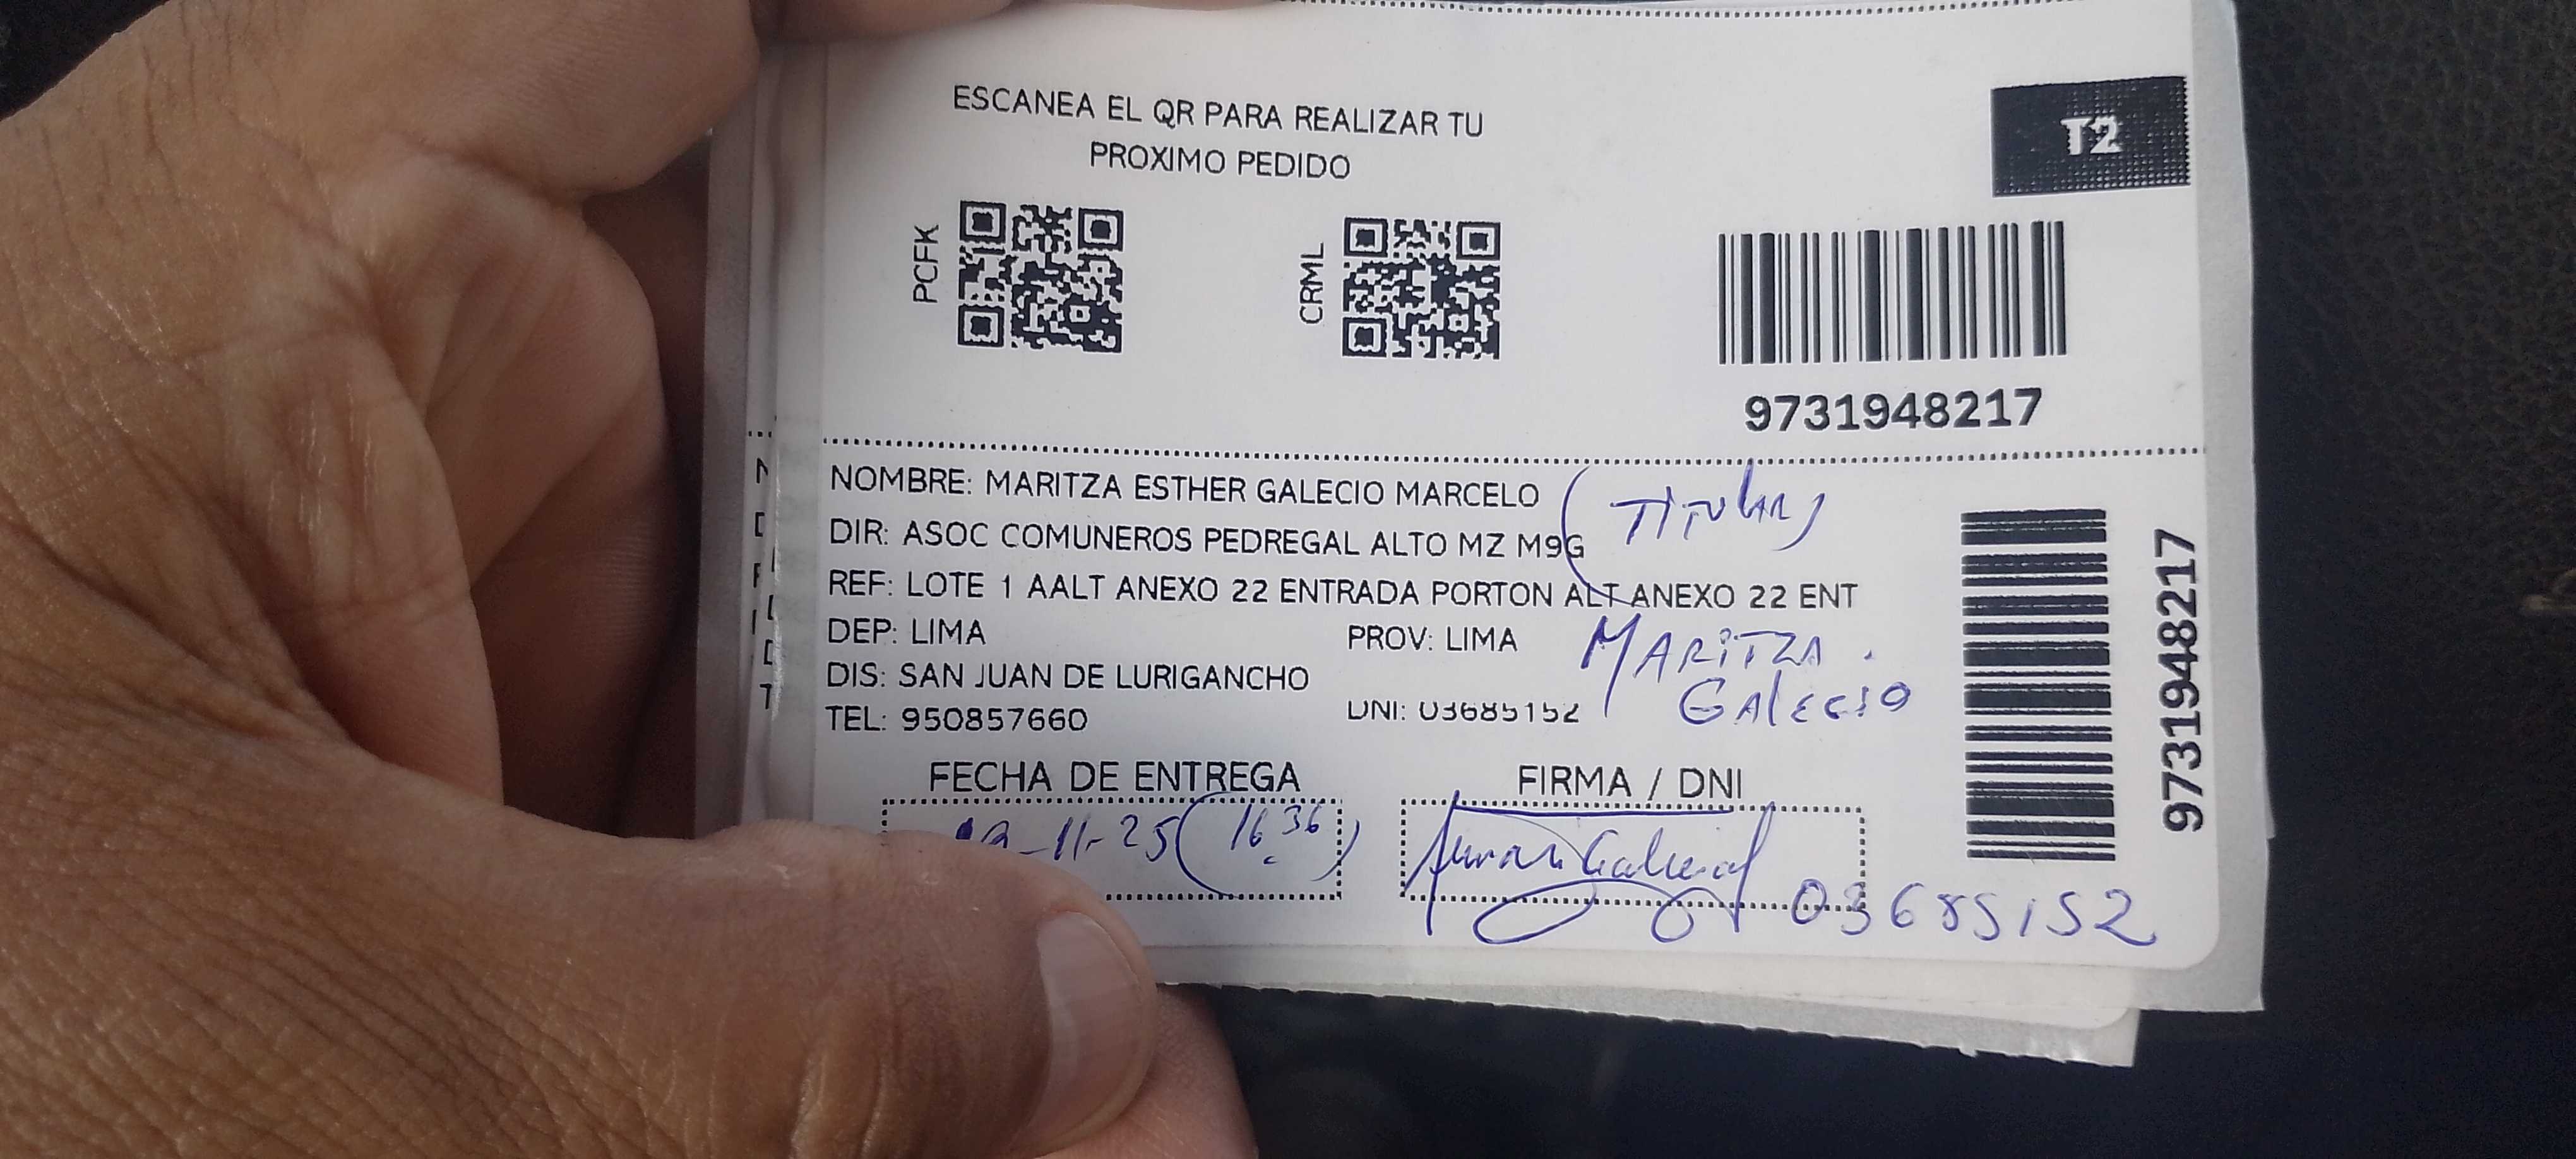 ESCANEA EL QR PARA REALIZAR TU
PROXIMO PEDIDO
T2
PCFK
CRML
9731948217
NOMBRE: MARITZA ESTHER GALECIO MARCELO
(Titular)
DIR: ASOC COMUNEROS PEDREGAL ALTO MZ M9G
REF: LOTE 1 AALT ANEXO 22 ENTRADA PORTON ALT ANEXO 22 ENT
DEP: LIMA PROV: LIMA
MARITZA
GALECIO
DIS: SAN JUAN DE LURIGANCHO
TEL: 950857660 DNI: 03685152
9731948217
FECHA DE ENTREGA FIRMA / DNI
-11-25 (16 36)
03685152